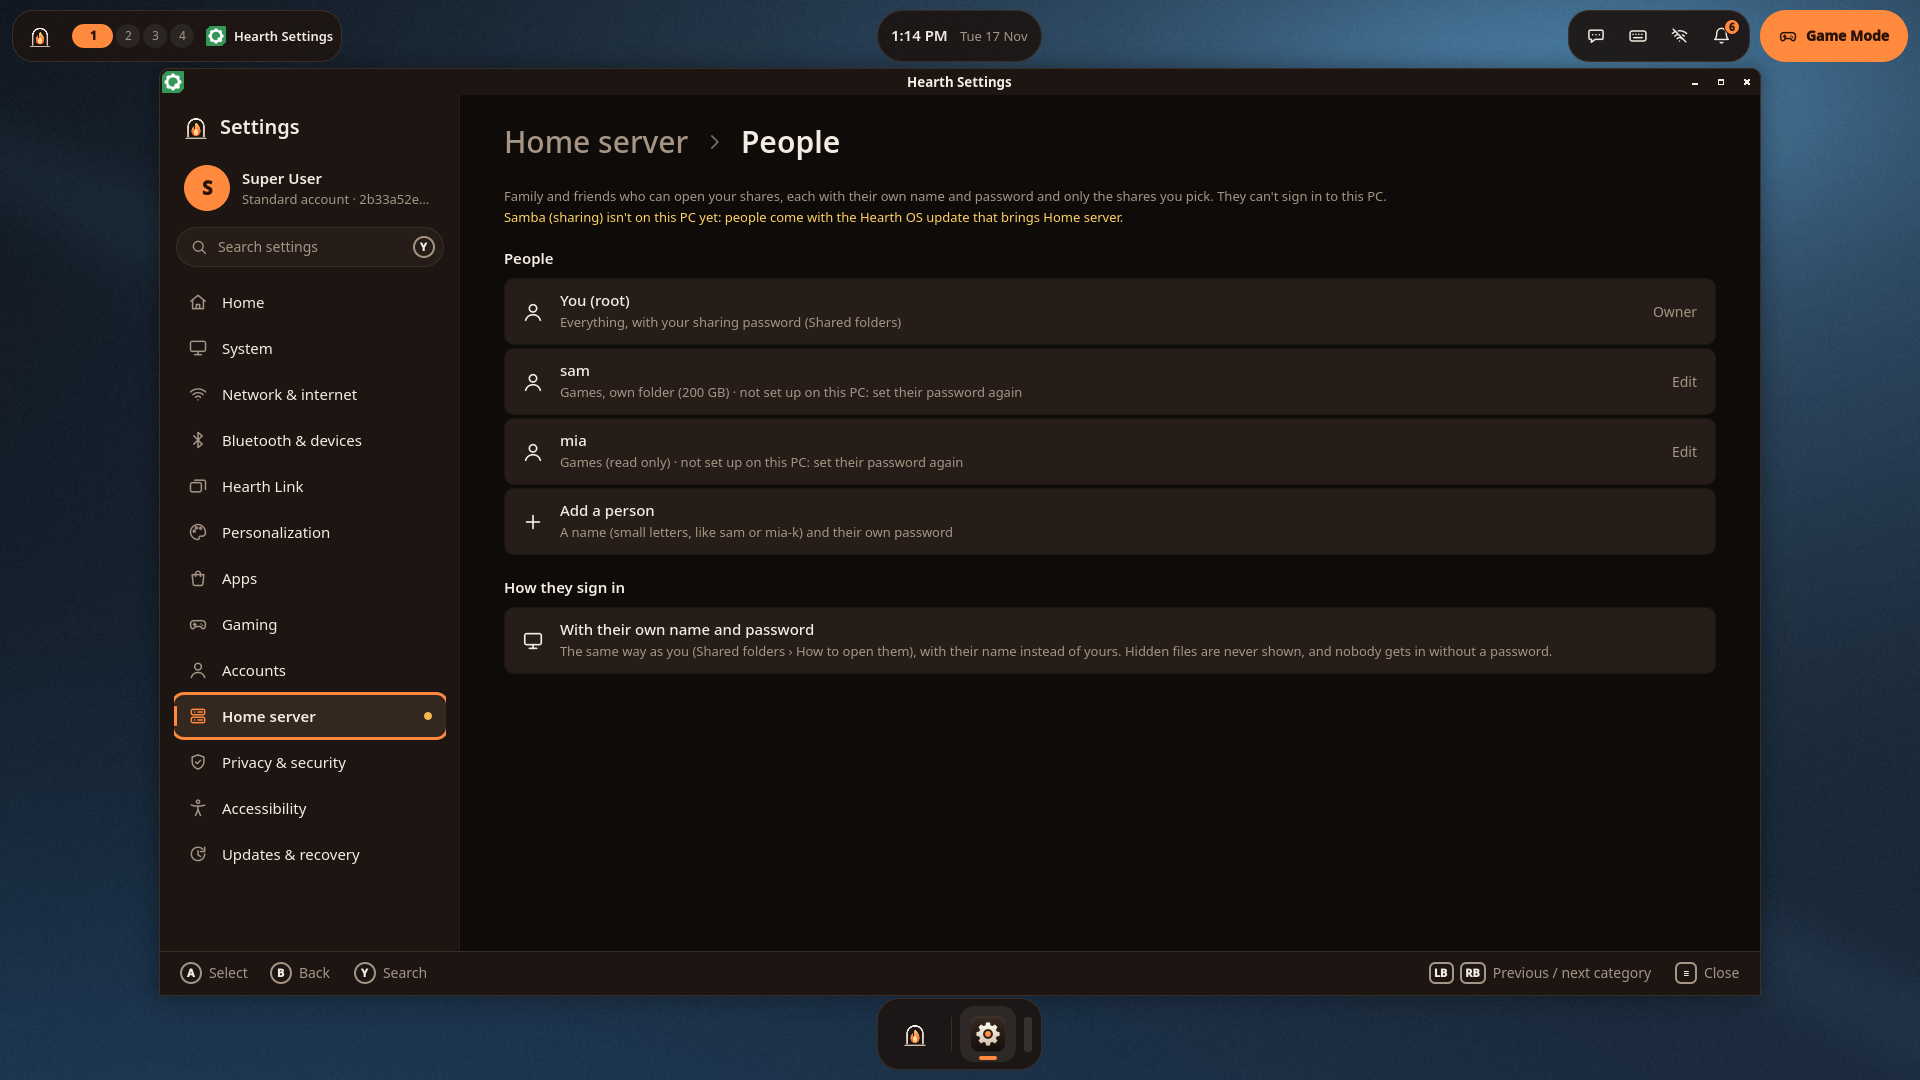 1 2 3 4 Hearth Settings
1:14 PM Tue 17 Nov
6
Game Mode
Hearth Settings
Settings
S
Super User
Standard account · 2b33a52e...
Search settings Y
Home
System
Network & internet
Bluetooth & devices
Hearth Link
Personalization
Apps
Gaming
Accounts
Home server
Privacy & security
Accessibility
Updates & recovery
Home server > People
Family and friends who can open your shares, each with their own name and password and only the shares you pick. They can't sign in to this PC.
Samba (sharing) isn't on this PC yet: people come with the Hearth OS update that brings Home server.
People
You (root)
Everything, with your sharing password (Shared folders)
Owner
sam
Games, own folder (200 GB) · not set up on this PC: set their password again
Edit
mia
Games (read only) · not set up on this PC: set their password again
Edit
Add a person
A name (small letters, like sam or mia-k) and their own password
How they sign in
With their own name and password
The same way as you (Shared folders › How to open them), with their name instead of yours. Hidden files are never shown, and nobody gets in without a password.
A Select B Back Y Search
LB RB Previous / next category ≡ Close